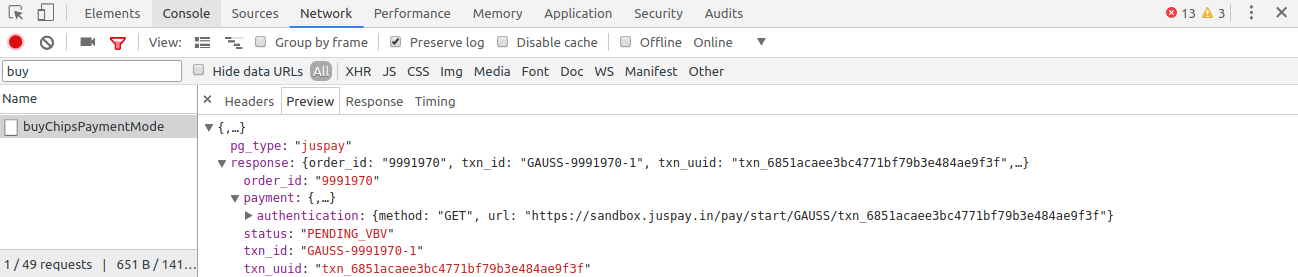 Elements Console Sources Network Performance Memory Application Security Audits 13 3
View: Group by frame Preserve log Disable cache Offline Online
buy Hide data URLs All XHR JS CSS Img Media Font Doc WS Manifest Other
Name
Headers Preview Response Timing
buyChipsPaymentMode
{,…}
pg_type: "juspay"
response: {order_id: "9991970", txn_id: "GAUSS-9991970-1", txn_uuid: "txn_6851acaee3bc4771bf79b3e484ae9f3f",…}
order_id: "9991970"
payment: {,…}
authentication: {method: "GET", url: "https://sandbox.juspay.in/pay/start/GAUSS/txn_6851acaee3bc4771bf79b3e484ae9f3f"}
status: "PENDING_VBV"
txn_id: "GAUSS-9991970-1"
txn_uuid: "txn_6851acaee3bc4771bf79b3e484ae9f3f"
1 / 49 requests | 651 B / 141…